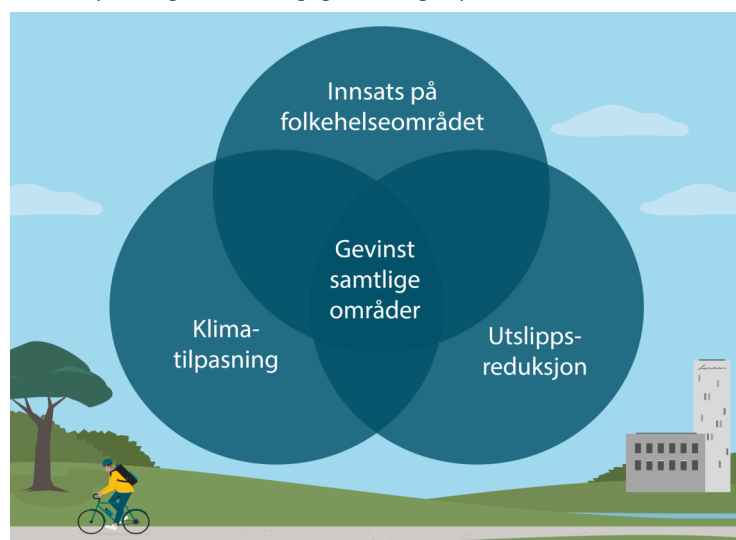 Innsats på
folkehelseområdet
Gevinst
samtlige
områder
Klima-
tilpasning
Utslipps-
reduksjon